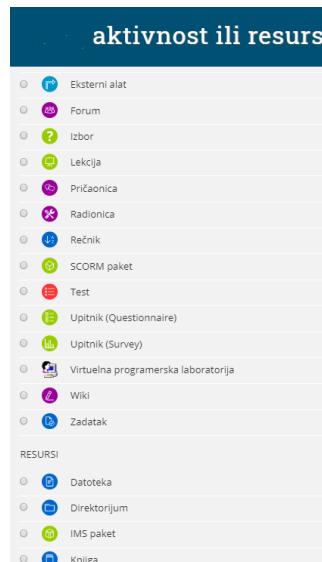 aktivnost ili resurs
Eksterni alat
Forum
Izbor
Lekcija
Pričaonica
Radionica
Rečnik
SCORM paket
Test
Upitnik (Questionnaire)
Upitnik (Survey)
Virtuelna programerska laboratorija
Wiki
Zadatak
RESURSI
Datoteka
Direktorijum
IMS paket
Knjiga